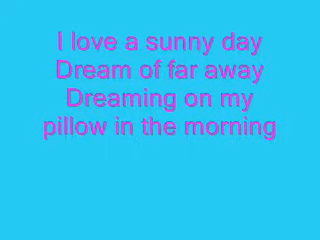 I love a sunny day
Dream of far away
Dreaming on my
pillow in the morning